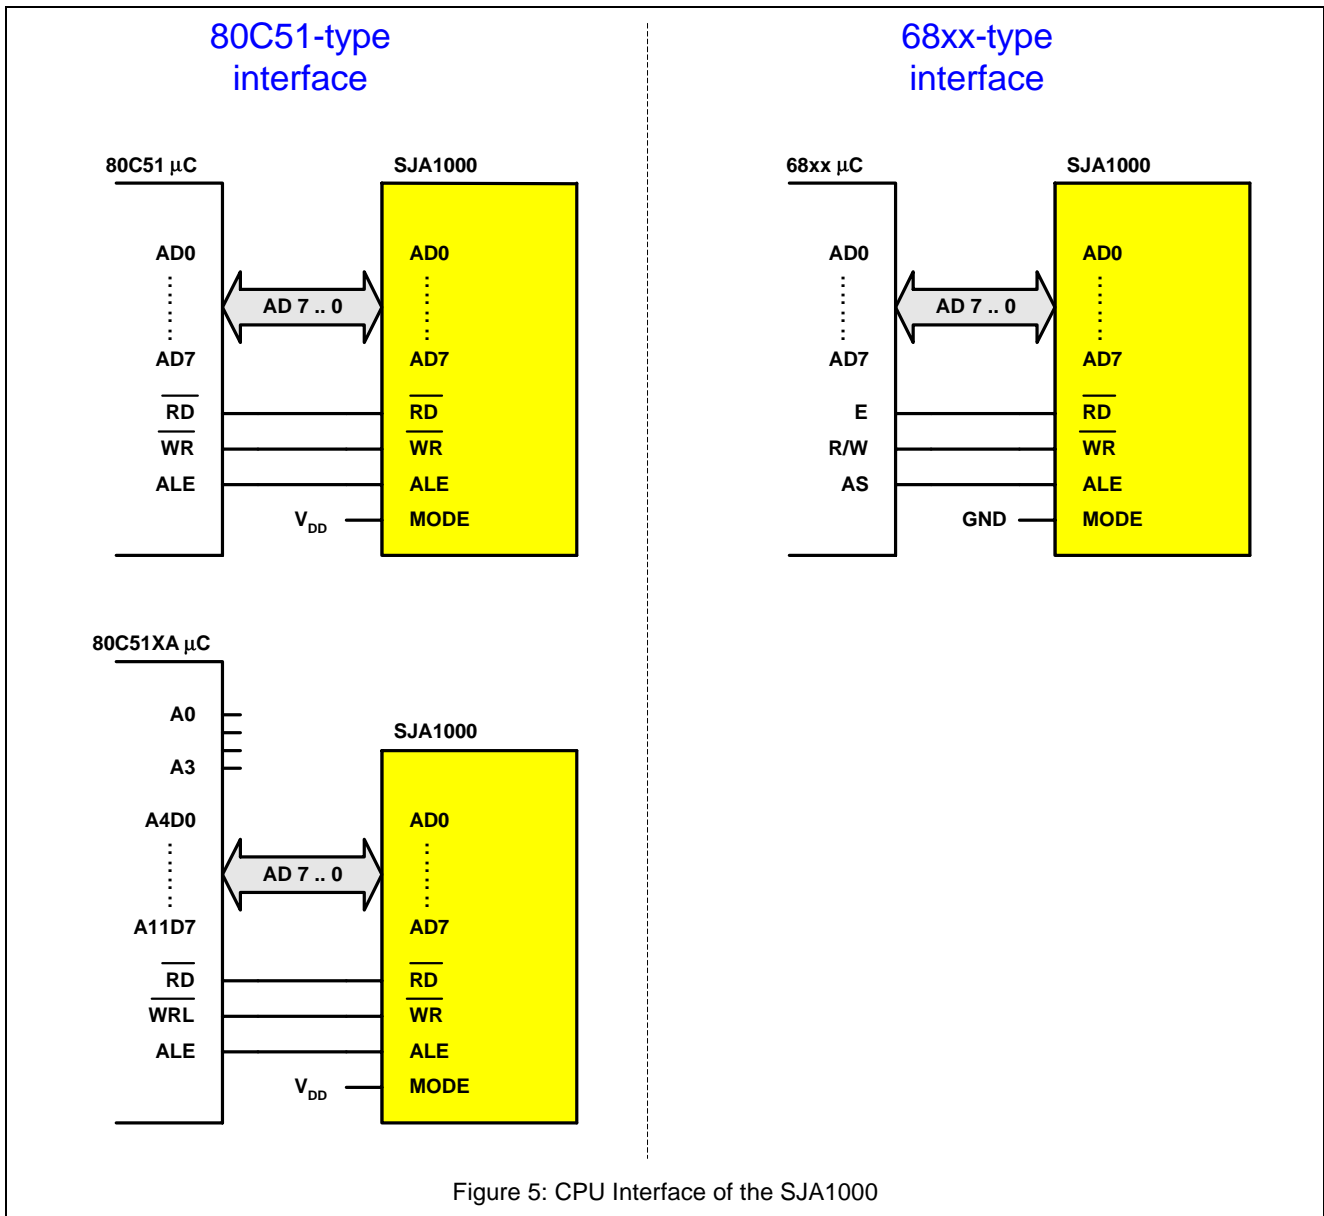 80C51-type
interface
80C51 μC
SJA1000
AD0
AD7
RD
WR
ALE
AD 7 .. 0
AD0
AD7
RD
WR
ALE
VDD
MODE
80C51XA μC
SJA1000
A0
A3
A4D0
A11D7
RD
WRL
ALE
AD 7 .. 0
AD0
AD7
RD
WR
ALE
VDD
MODE
68xx-type
interface
68xx μC
SJA1000
AD0
AD7
E
R/W
AS
AD 7 .. 0
AD0
AD7
RD
WR
ALE
GND
MODE
Figure 5: CPU Interface of the SJA1000